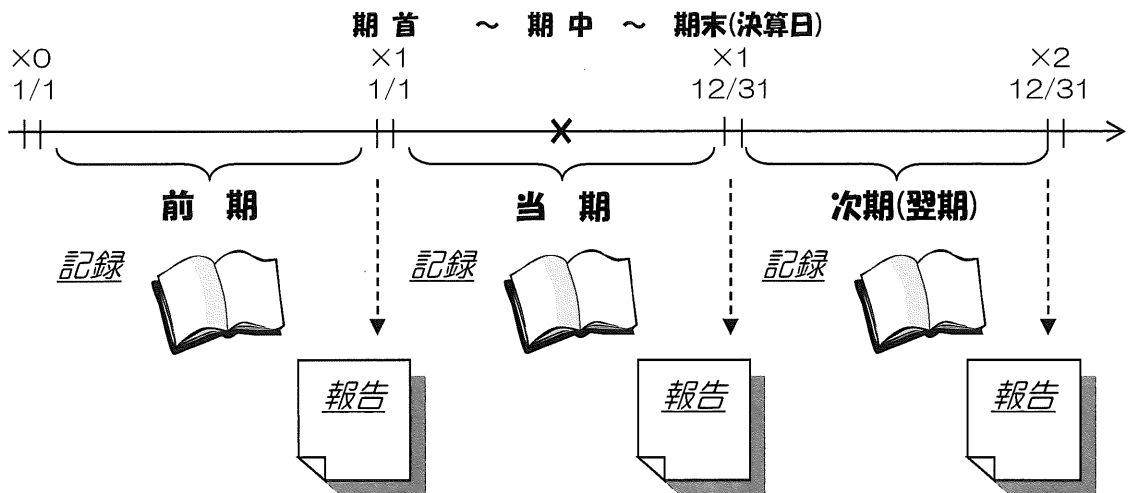 期首 ～ 期中 ～ 期末(決算日)
×0 ×1 ×1 ×2
1/1 1/1 12/31 12/31
×
前期 当期 次期(翌期)
記録 記録 記録
報告 報告 報告